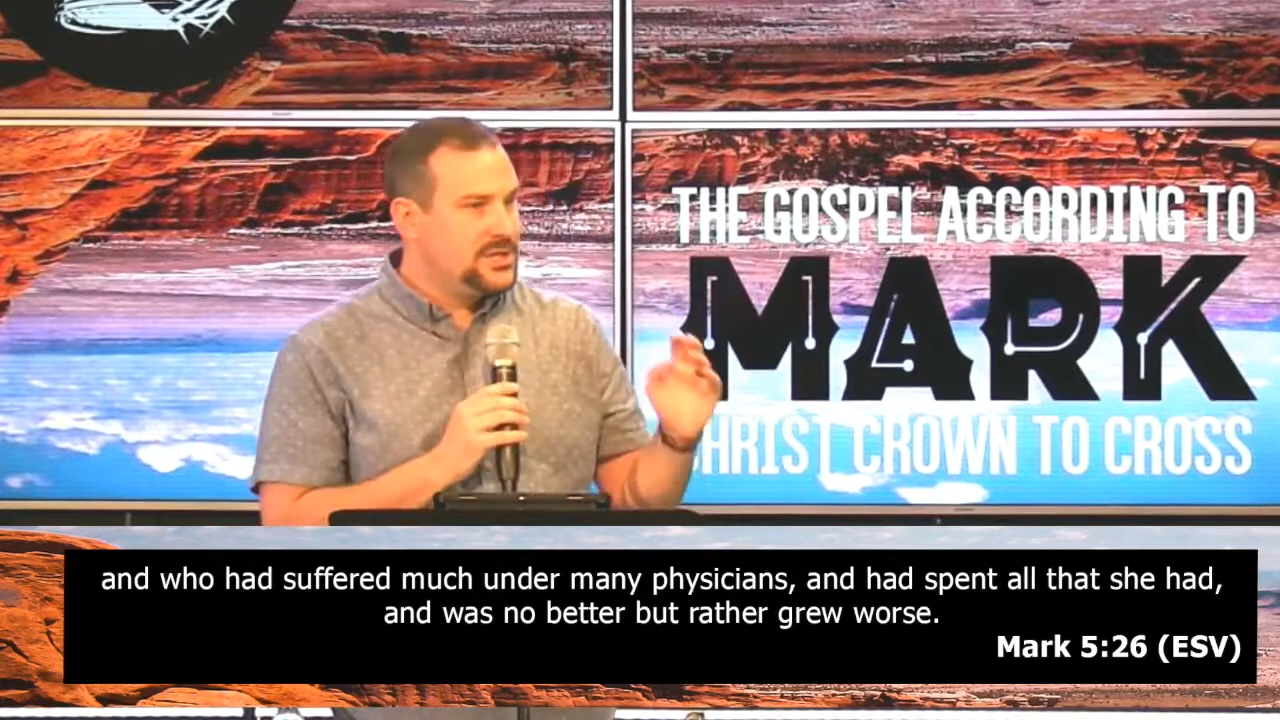 THE GOSPEL ACCORDING TO
MARK
CHRIST CROWN TO CROSS
and who had suffered much under many physicians, and had spent all that she had,
and was no better but rather grew worse.
Mark 5:26 (ESV)